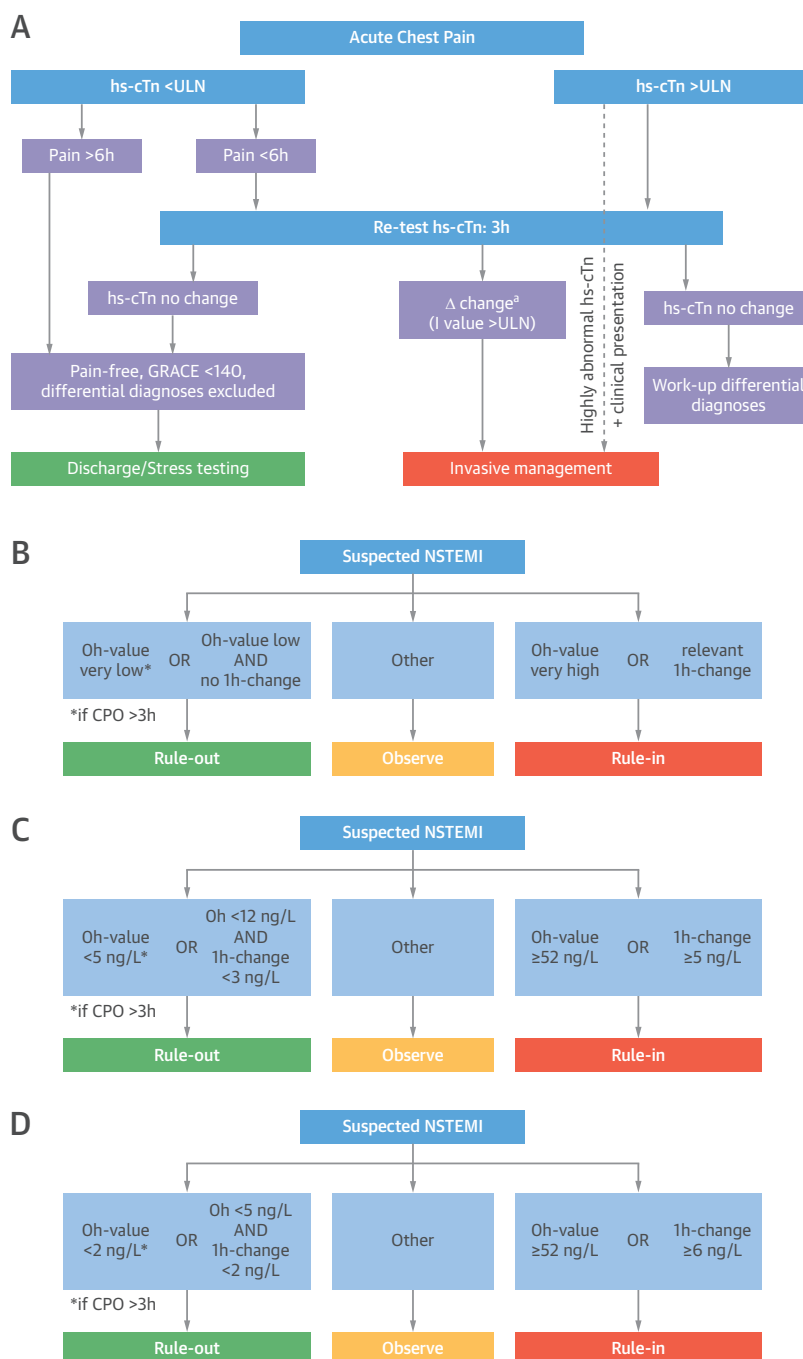 A
Acute Chest Pain
hs-cTn <ULN
hs-cTn >ULN
Pain >6h
Pain <6h
Re-test hs-cTn: 3h
hs-cTn no change
Δ changeᵃ
(I value >ULN)
Highly abnormal hs-cTn
+ clinical presentation
hs-cTn no change
Pain-free, GRACE <140,
differential diagnoses excluded
Work-up differential
diagnoses
Discharge/Stress testing
Invasive management
B
Suspected NSTEMI
0h-value
very low*
OR
0h-value low
AND
no 1h-change
Other
0h-value
very high
OR
relevant
1h-change
*if CPO >3h
Rule-out
Observe
Rule-in
C
Suspected NSTEMI
0h-value
<5 ng/L*
OR
0h <12 ng/L
AND
1h-change
<3 ng/L
Other
0h-value
≥52 ng/L
OR
1h-change
≥5 ng/L
*if CPO >3h
Rule-out
Observe
Rule-in
D
Suspected NSTEMI
0h-value
<2 ng/L*
OR
0h <5 ng/L
AND
1h-change
<2 ng/L
Other
0h-value
≥52 ng/L
OR
1h-change
≥6 ng/L
*if CPO >3h
Rule-out
Observe
Rule-in